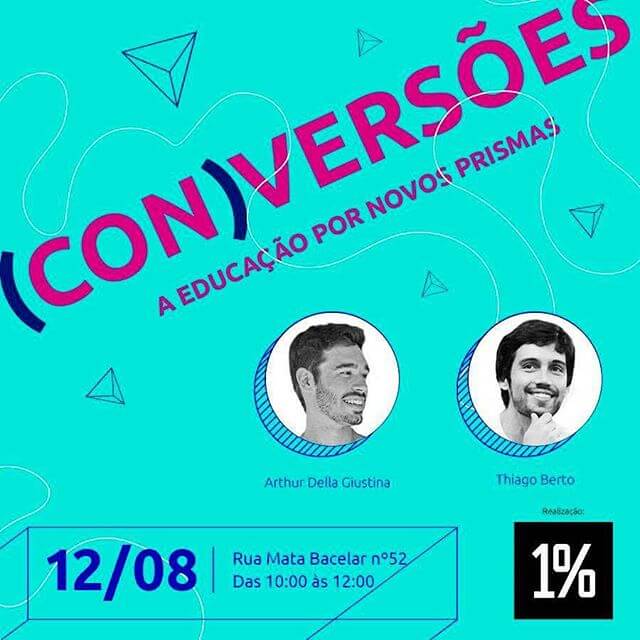 (CON)VERSÕES
A EDUCAÇÃO POR NOVOS PRISMAS
Arthur Della Giustina
Thiago Berto
Realização:
1%
12/08
Rua Mata Bacelar nº52
Das 10:00 às 12:00